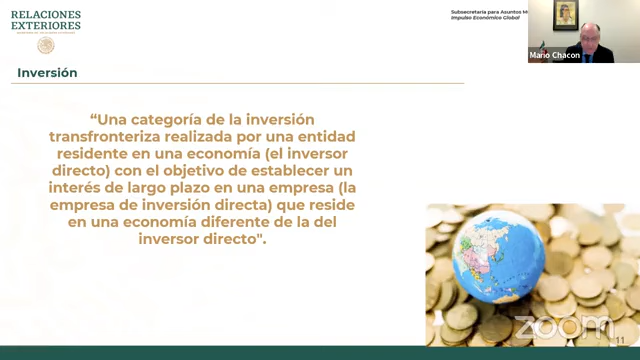 RELACIONES
EXTERIORES
Subsecretaría para Asuntos M
Impulso Económico Global
Mario Chacon
Inversión
“Una categoría de la inversión
transfronteriza realizada por una entidad
residente en una economía (el inversor
directo) con el objetivo de establecer un
interés de largo plazo en una empresa (la
empresa de inversión directa) que reside
en una economía diferente de la del
inversor directo".
zoom
11